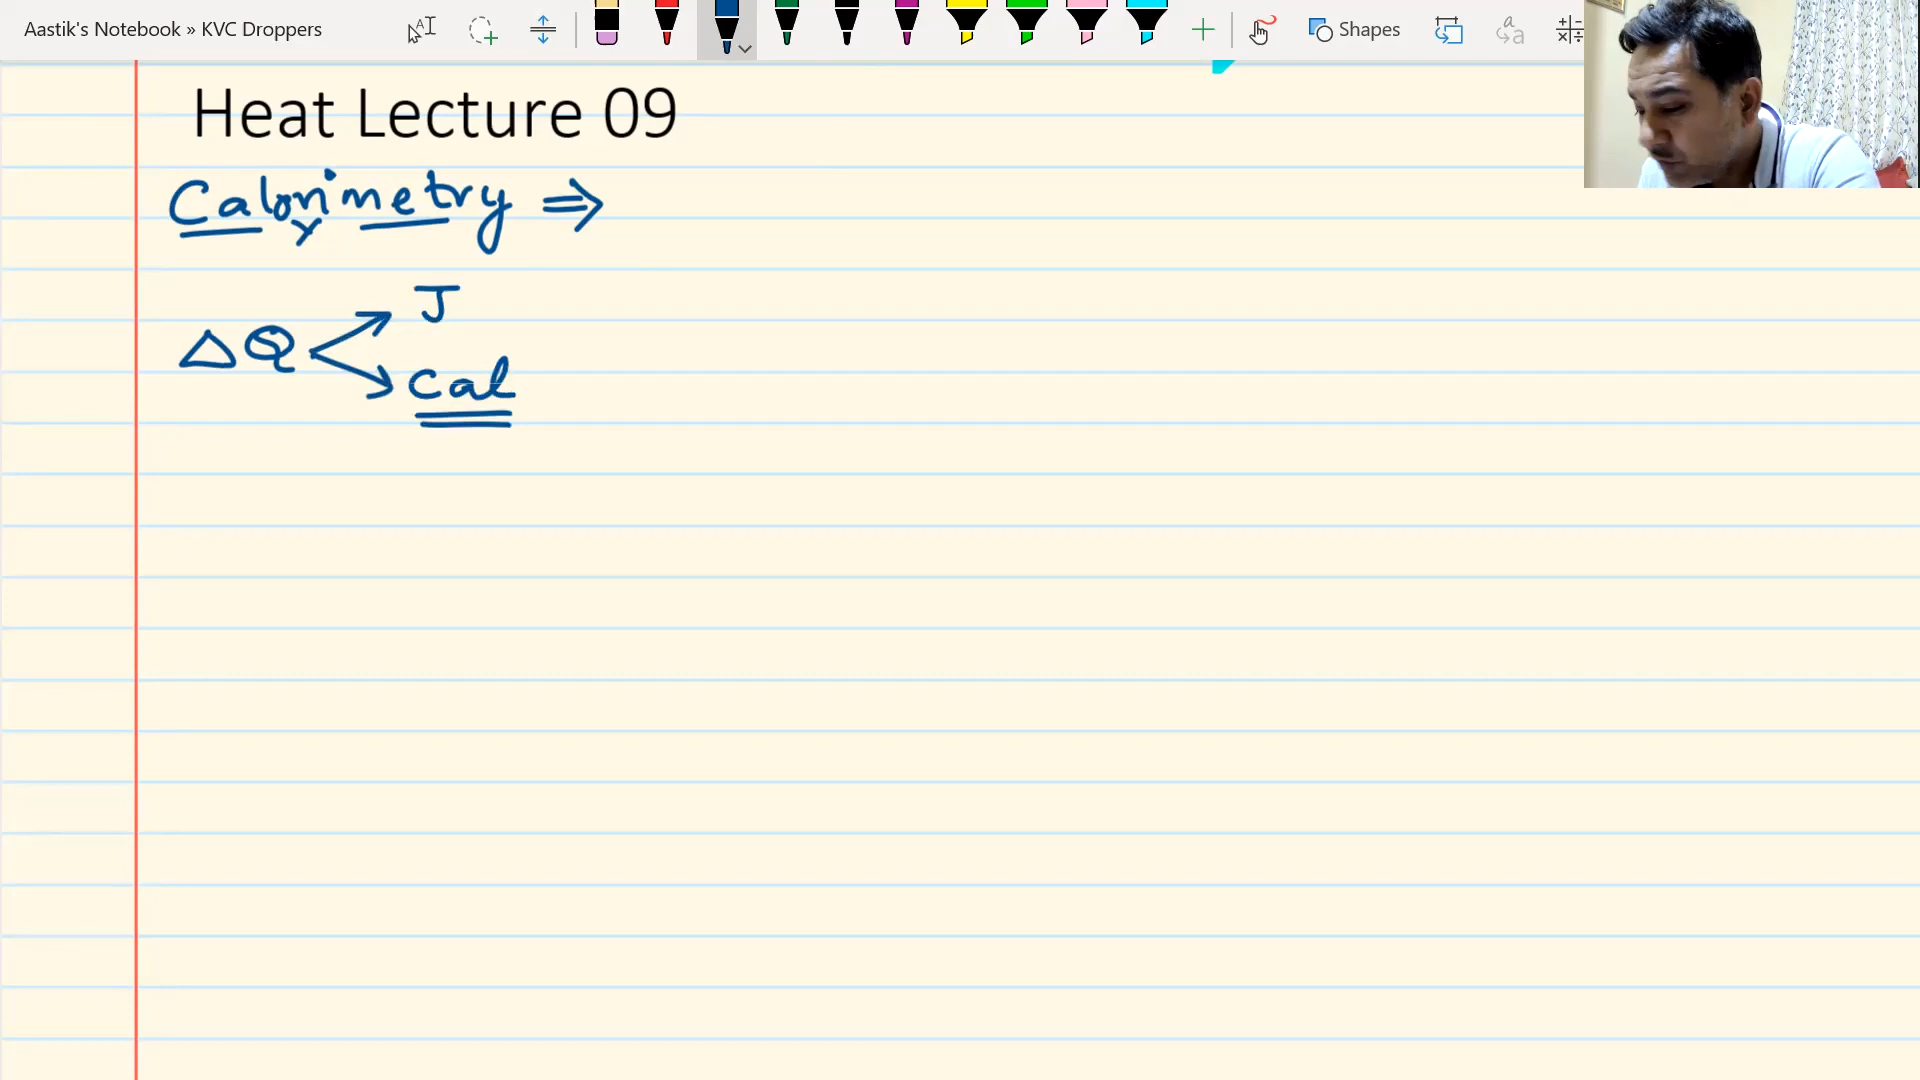 Aastik's Notebook » KVC Droppers
Shapes
Heat Lecture 09
Calorimetry ⇒
ΔQ
J
Cal